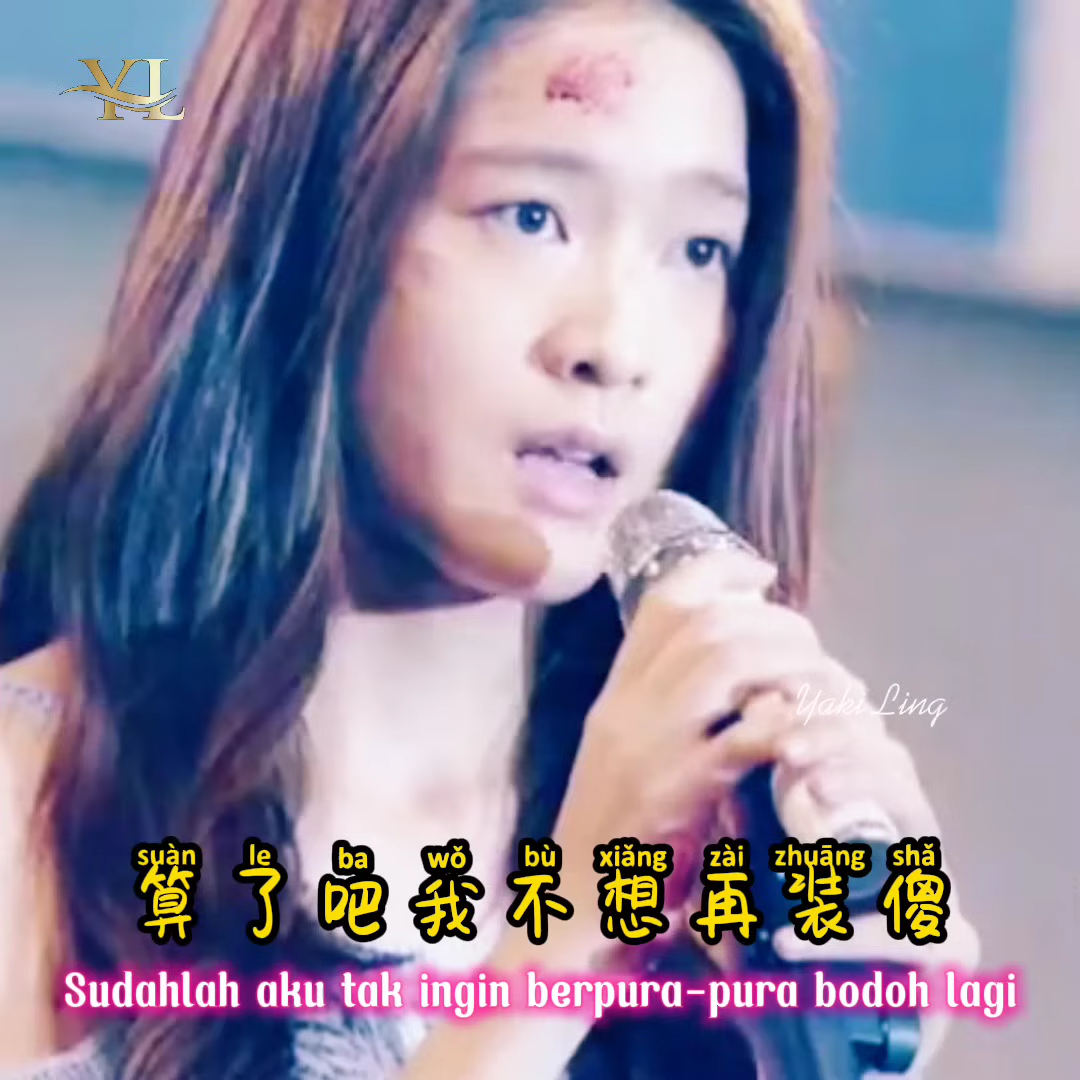 YL
Yaki Ling
suàn le ba wǒ bù xiǎng zài zhuāng shǎ
算了吧我不想再装傻
Sudahlah aku tak ingin berpura-pura bodoh lagi